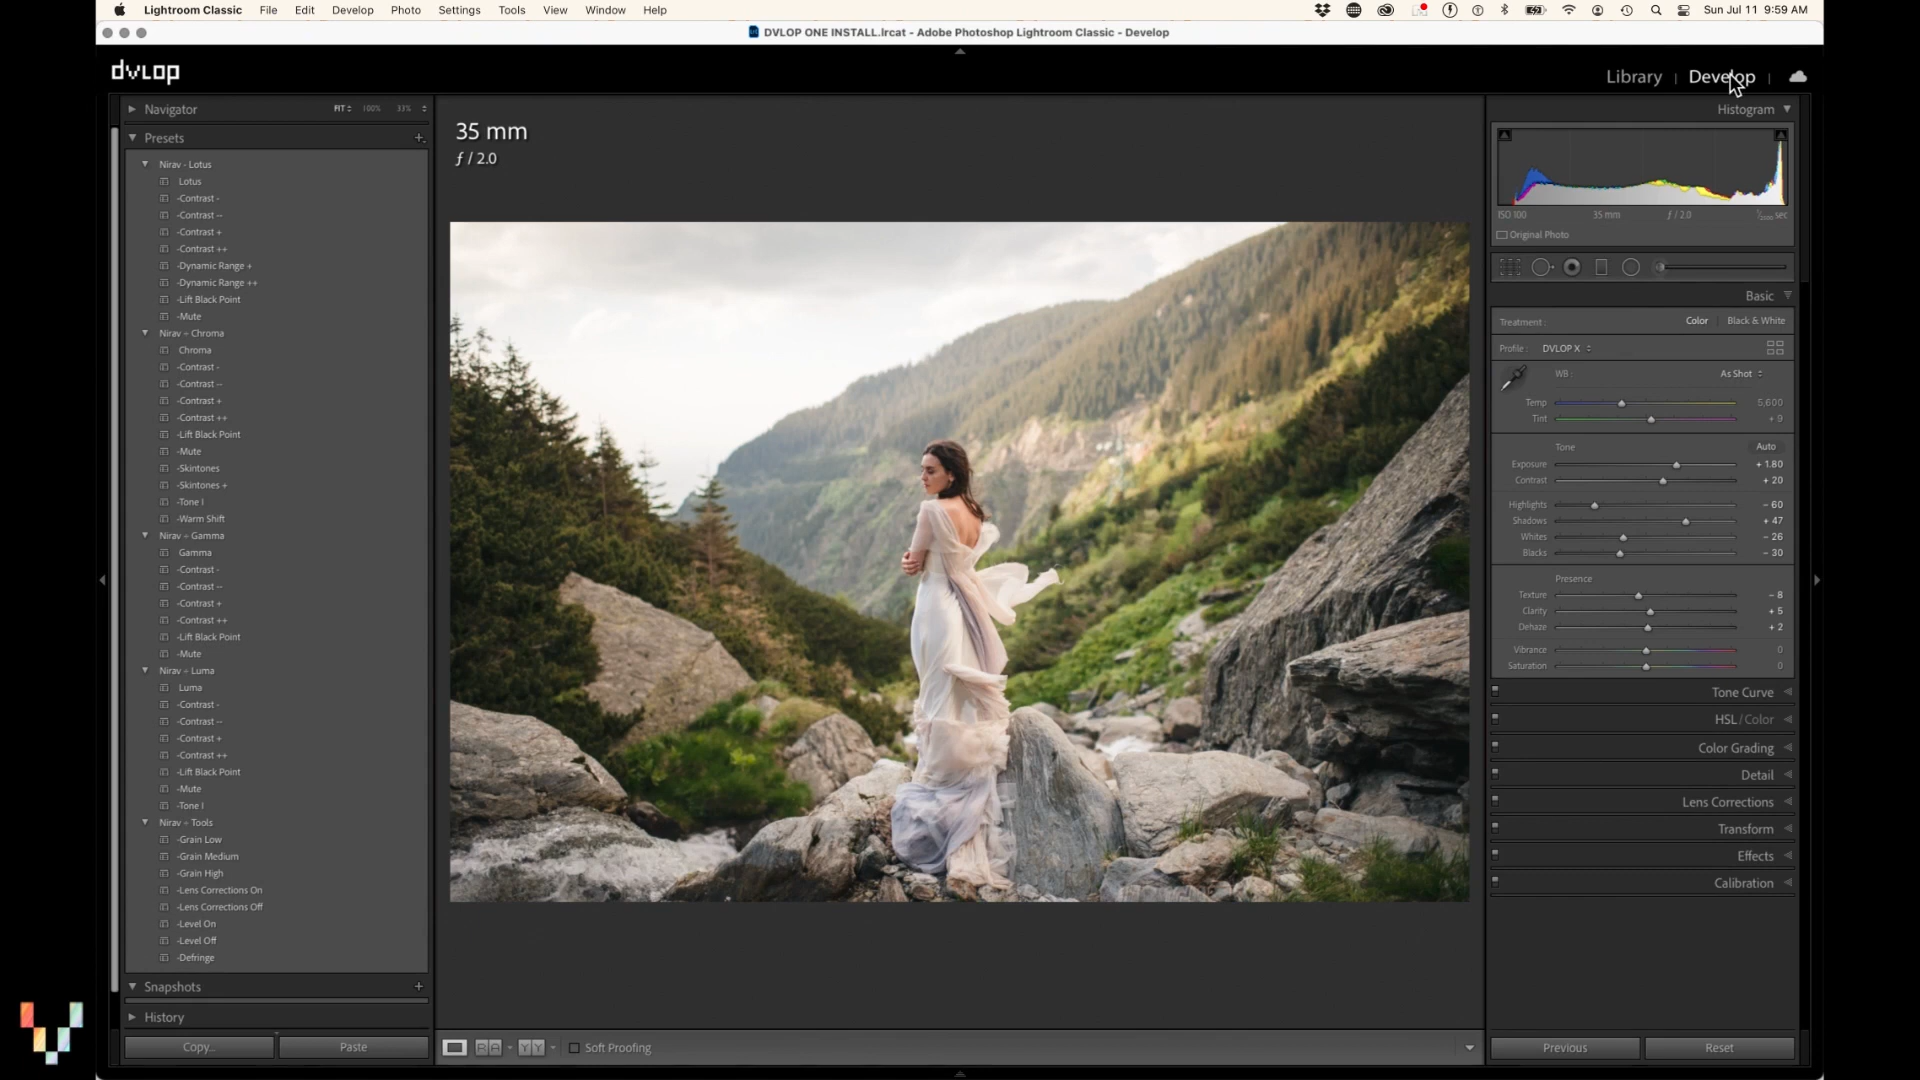 Lightroom Classic File Edit Develop Photo Settings Tools View Window Help Sun Jul 11 9:59 AM
DVLOP ONE INSTALL.lrcat - Adobe Photoshop Lightroom Classic - Develop
dvlop
Library | Develop |
Navigator FIT 100% 33%
Presets
Nirav - Lotus
Lotus
-Contrast -
-Contrast --
-Contrast +
-Contrast ++
-Dynamic Range +
-Dynamic Range ++
-Lift Black Point
-Mute
Nirav ÷ Chroma
Chroma
-Contrast -
-Contrast --
-Contrast +
-Contrast ++
-Lift Black Point
-Mute
-Skintones
-Skintones +
-Tone I
-Warm Shift
Nirav ÷ Gamma
Gamma
-Contrast -
-Contrast --
-Contrast +
-Contrast ++
-Lift Black Point
-Mute
Nirav ÷ Luma
Luma
-Contrast -
-Contrast --
-Contrast +
-Contrast ++
-Lift Black Point
-Mute
-Tone I
Nirav ÷ Tools
-Grain Low
-Grain Medium
-Grain High
-Lens Corrections On
-Lens Corrections Off
-Level On
-Level Off
-Defringe
Snapshots
History
Copy... Paste
35 mm
ƒ / 2.0
Soft Proofing
Histogram
ISO 100 35 mm ƒ / 2.0 sec
Original Photo
Basic
Treatment : Color | Black & White
Profile : DVLOP X
WB : As Shot
Temp 5,600
Tint + 9
Tone Auto
Exposure + 1.80
Contrast + 20
Highlights - 60
Shadows + 47
Whites - 26
Blacks - 30
Presence
Texture - 8
Clarity + 5
Dehaze + 2
Vibrance 0
Saturation 0
Tone Curve
HSL / Color
Color Grading
Detail
Lens Corrections
Transform
Effects
Calibration
Previous Reset